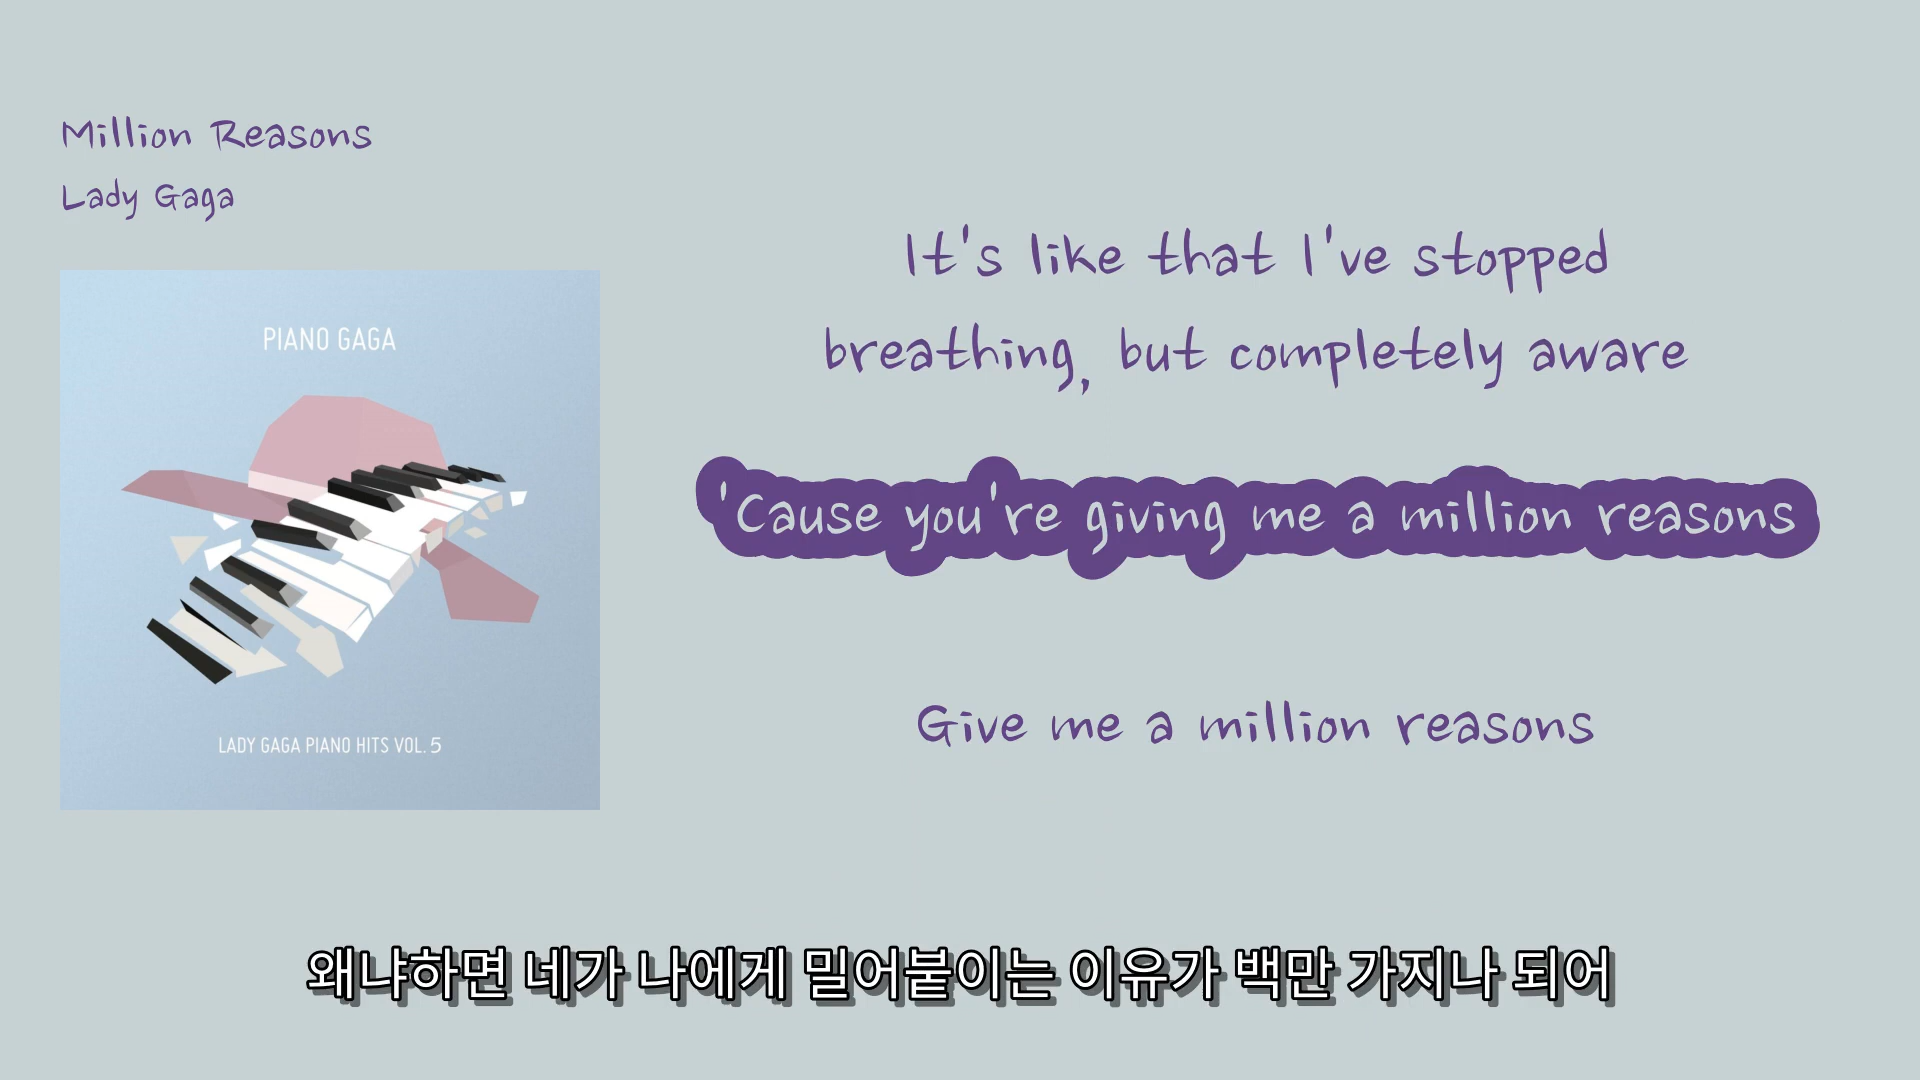 Million Reasons
Lady Gaga
PIANO GAGA
LADY GAGA PIANO HITS VOL. 5
It's like that I've stopped
breathing, but completely aware
'Cause you're giving me a million reasons
Give me a million reasons
왜냐하면 네가 나에게 밀어붙이는 이유가 백만 가지나 되어